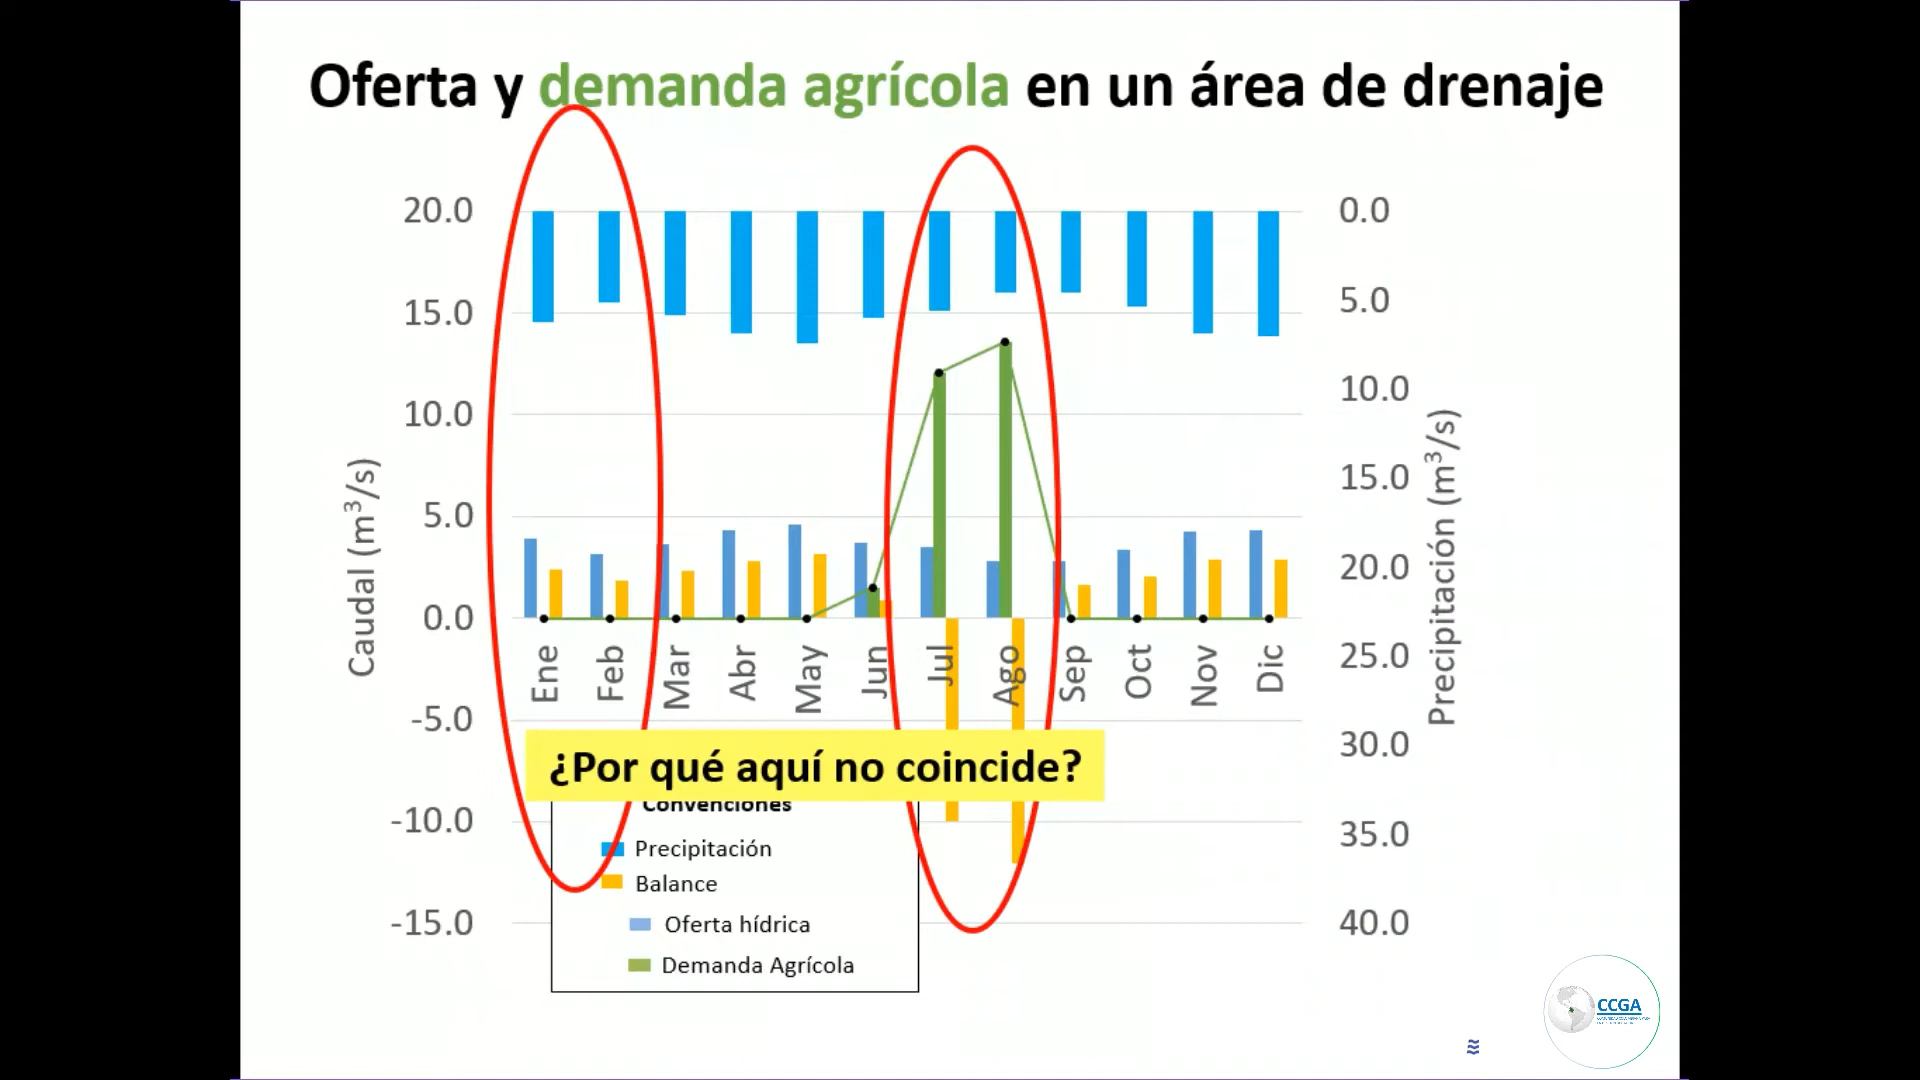 Oferta y demanda agrícola en un área de drenaje
20.0
15.0
10.0
5.0
0.0
-5.0
-10.0
-15.0
Caudal (m³/s)
0.0
5.0
10.0
15.0
20.0
25.0
30.0
35.0
40.0
Precipitación (m³/s)
Ene
Feb
Mar
Abr
May
Jun
Jul
Ago
Sep
Oct
Nov
Dic
¿Por qué aquí no coincide?
Convenciones
Precipitación
Balance
Oferta hídrica
Demanda Agrícola
CCGA